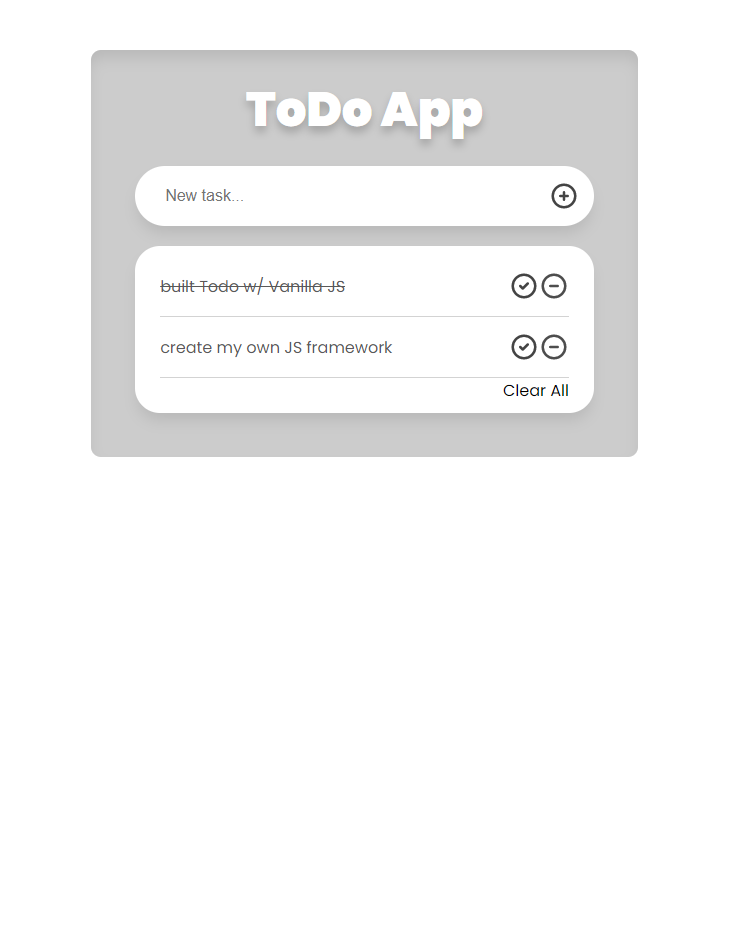 ToDo App
New task...
built Todo w/ Vanilla JS
create my own JS framework
Clear All